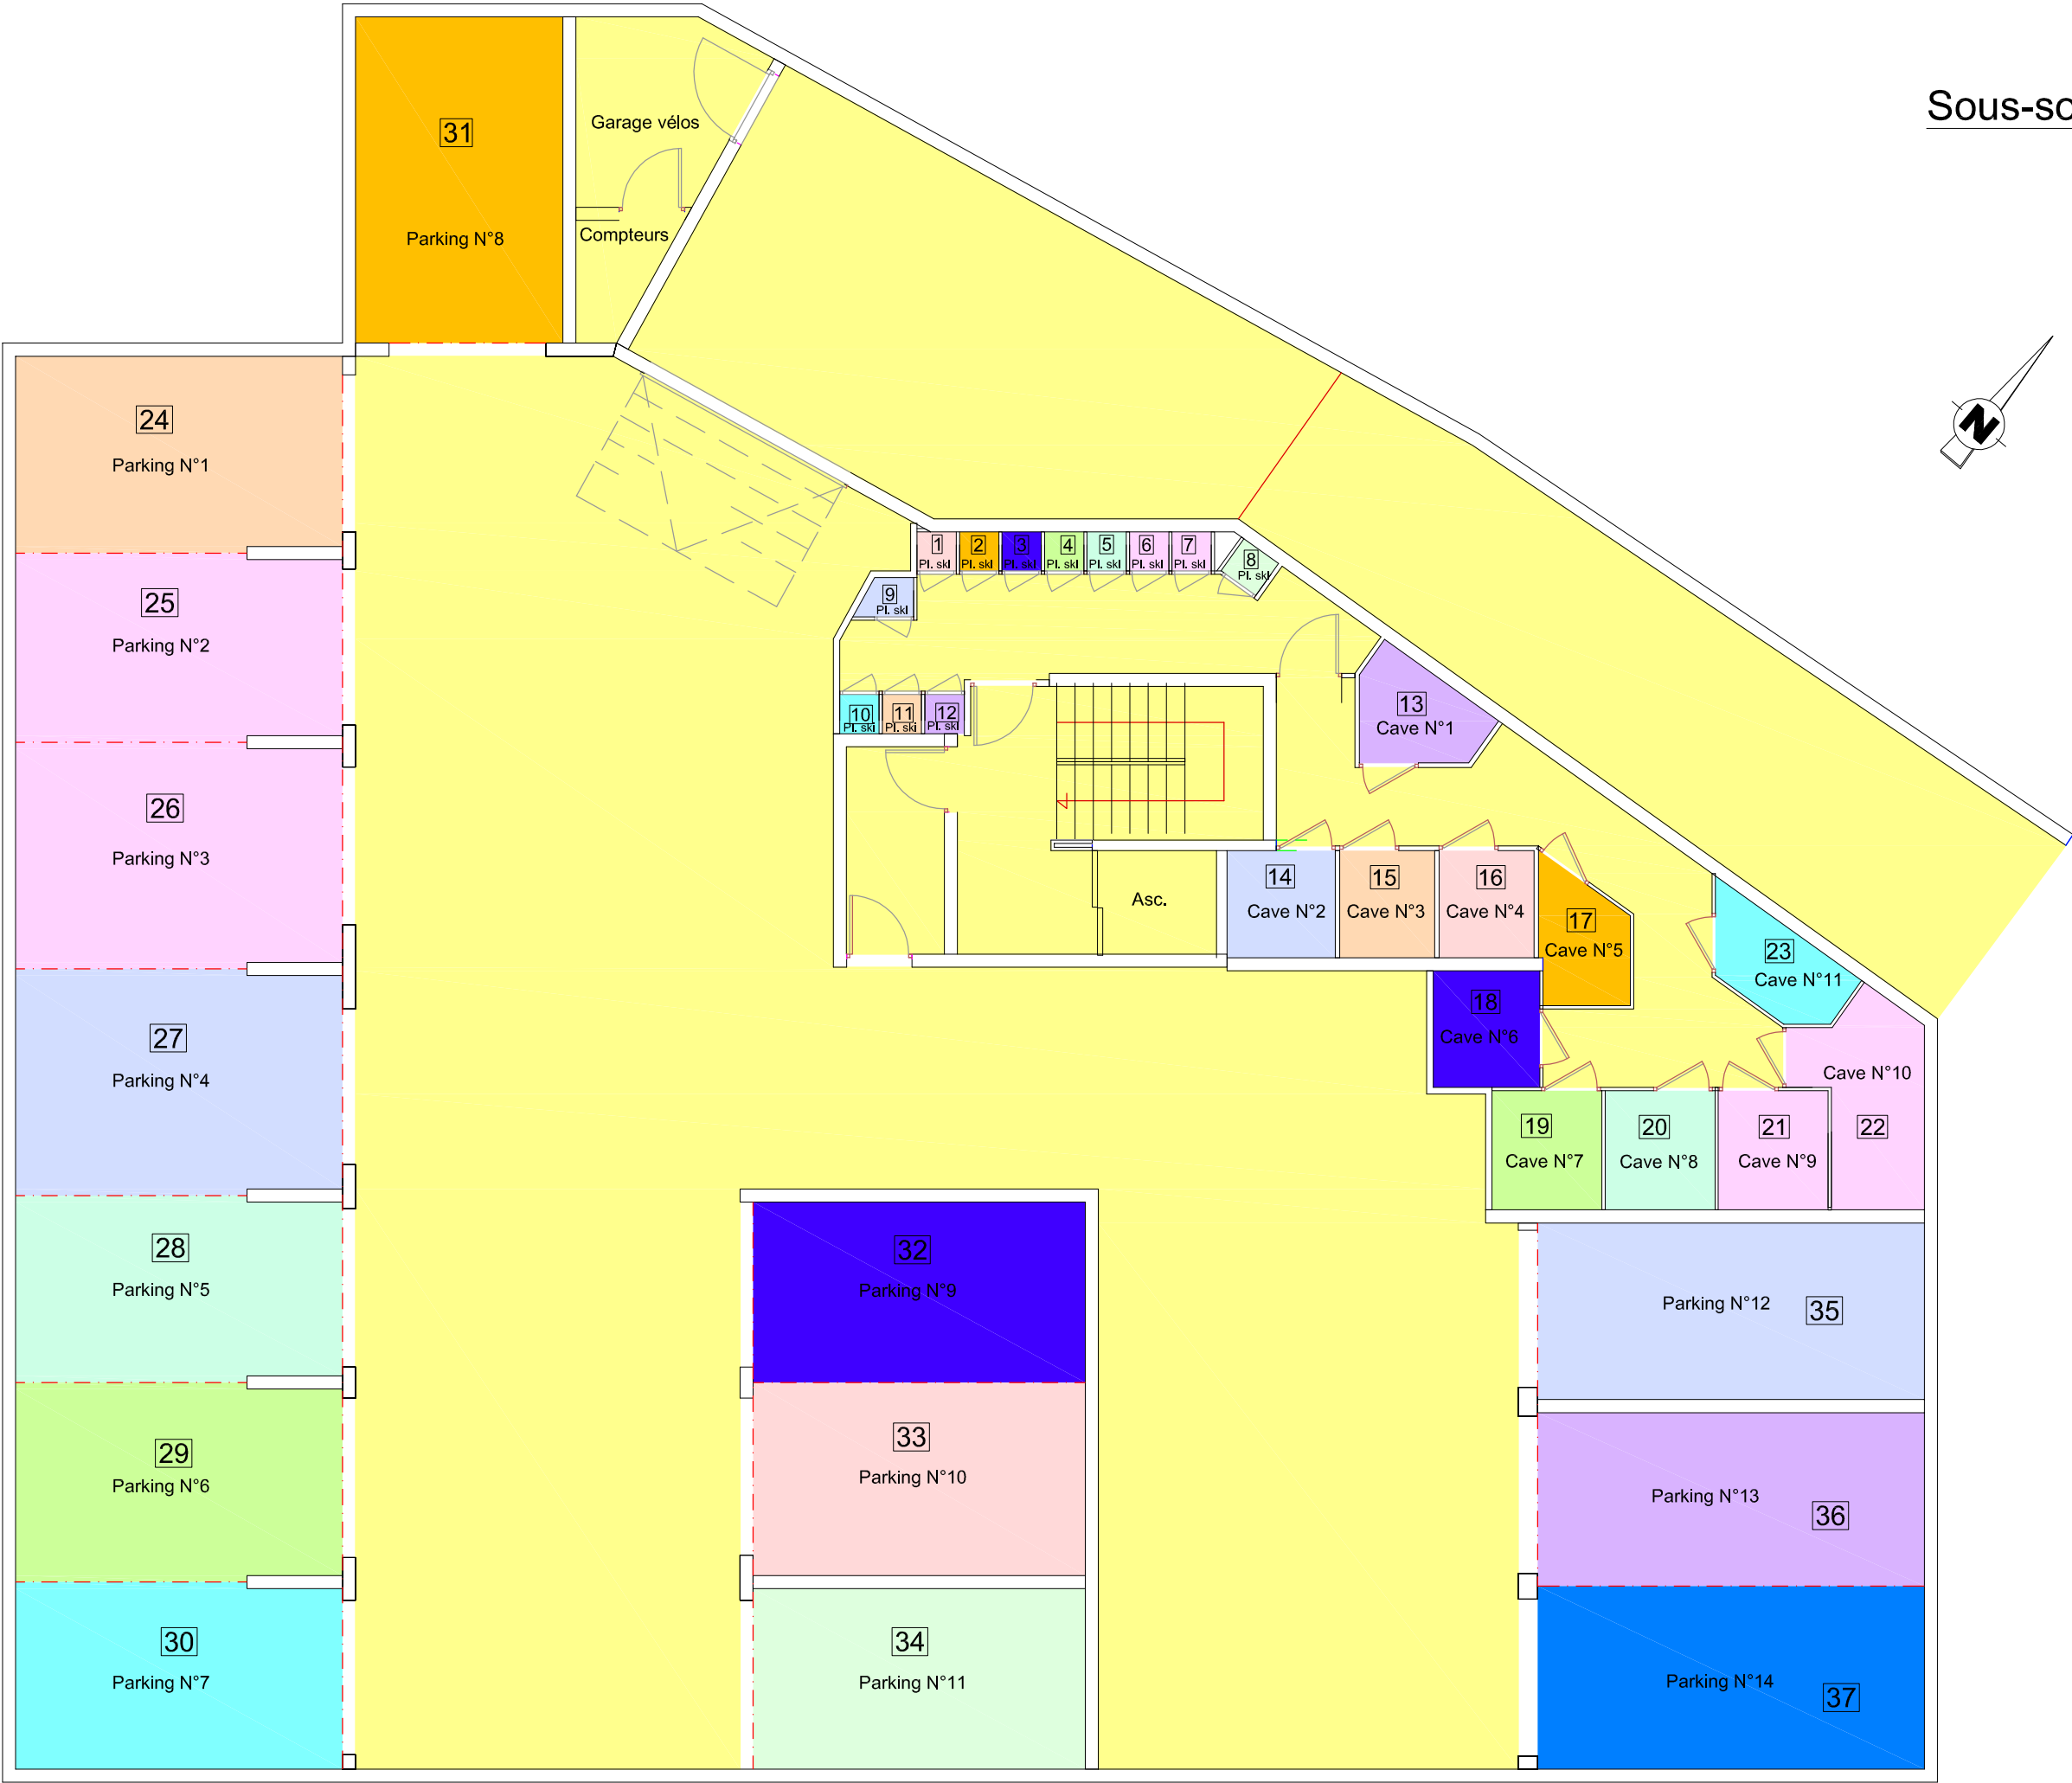 Sous-so
31
Garage vélos
Parking N°8
Compteurs
N
24
Parking N°1
25
Parking N°2
26
Parking N°3
27
Parking N°4
28
Parking N°5
29
Parking N°6
30
Parking N°7
1
Pl. ski
2
Pl. ski
3
Pl. ski
4
Pl. ski
5
Pl. ski
6
Pl. ski
7
Pl. ski
8
Pl. ski
9
Pl. ski
10
Pl. ski
11
Pl. ski
12
Pl. ski
13
Cave N°1
Asc.
14
Cave N°2
15
Cave N°3
16
Cave N°4
17
Cave N°5
18
Cave N°6
23
Cave N°11
Cave N°10
22
19
Cave N°7
20
Cave N°8
21
Cave N°9
32
Parking N°9
33
Parking N°10
34
Parking N°11
Parking N°12
35
Parking N°13
36
Parking N°14
37